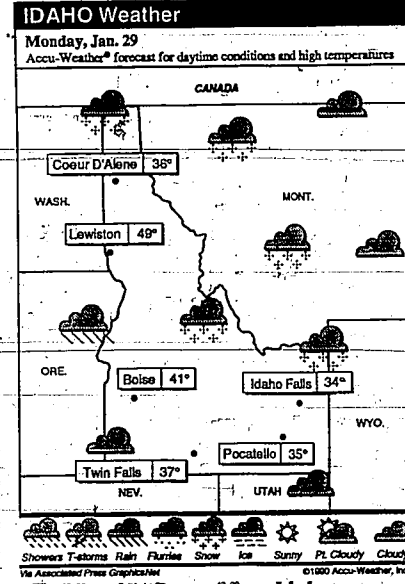 IDAHO Weather
Monday, Jan. 29
Accu-Weather® forecast for daytime conditions and high temperatures
CANADA
Coeur D'Alene 36°
WASH.
MONT.
Lewiston 49°
ORE.
Boise 41°
Idaho Falls 34°
WYO.
Pocatello 35°
Twin Falls 37°
NEV.
UTAH
Showers T-storms Rain Flurries Snow Ice Sunny Pt. Cloudy Cloudy
Via Associated Press GraphicsNet ©1990 Accu-Weather, Inc